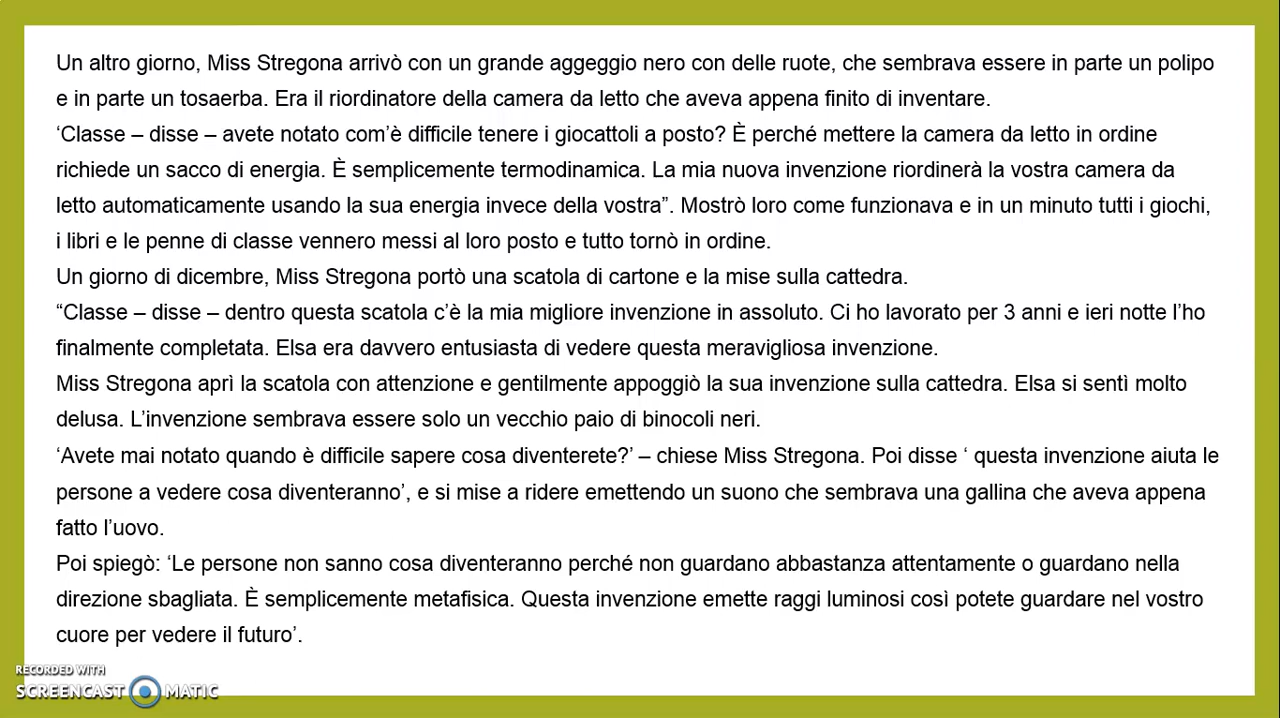 Un altro giorno, Miss Stregona arrivò con un grande aggeggio nero con delle ruote, che sembrava essere in parte un polipo
e in parte un tosaerba. Era il riordinatore della camera da letto che aveva appena finito di inventare.
‘Classe – disse – avete notato com’è difficile tenere i giocattoli a posto? È perché mettere la camera da letto in ordine
richiede un sacco di energia. È semplicemente termodinamica. La mia nuova invenzione riordinerà la vostra camera da
letto automaticamente usando la sua energia invece della vostra”. Mostrò loro come funzionava e in un minuto tutti i giochi,
i libri e le penne di classe vennero messi al loro posto e tutto tornò in ordine.
Un giorno di dicembre, Miss Stregona portò una scatola di cartone e la mise sulla cattedra.
“Classe – disse – dentro questa scatola c’è la mia migliore invenzione in assoluto. Ci ho lavorato per 3 anni e ieri notte l’ho
finalmente completata. Elsa era davvero entusiasta di vedere questa meravigliosa invenzione.
Miss Stregona aprì la scatola con attenzione e gentilmente appoggiò la sua invenzione sulla cattedra. Elsa si sentì molto
delusa. L’invenzione sembrava essere solo un vecchio paio di binocoli neri.
‘Avete mai notato quando è difficile sapere cosa diventerete?’ – chiese Miss Stregona. Poi disse ‘ questa invenzione aiuta le
persone a vedere cosa diventeranno’, e si mise a ridere emettendo un suono che sembrava una gallina che aveva appena
fatto l’uovo.
Poi spiegò: ‘Le persone non sanno cosa diventeranno perché non guardano abbastanza attentamente o guardano nella
direzione sbagliata. È semplicemente metafisica. Questa invenzione emette raggi luminosi così potete guardare nel vostro
cuore per vedere il futuro’.
RECORDED WITH
SCREENCAST MATIC